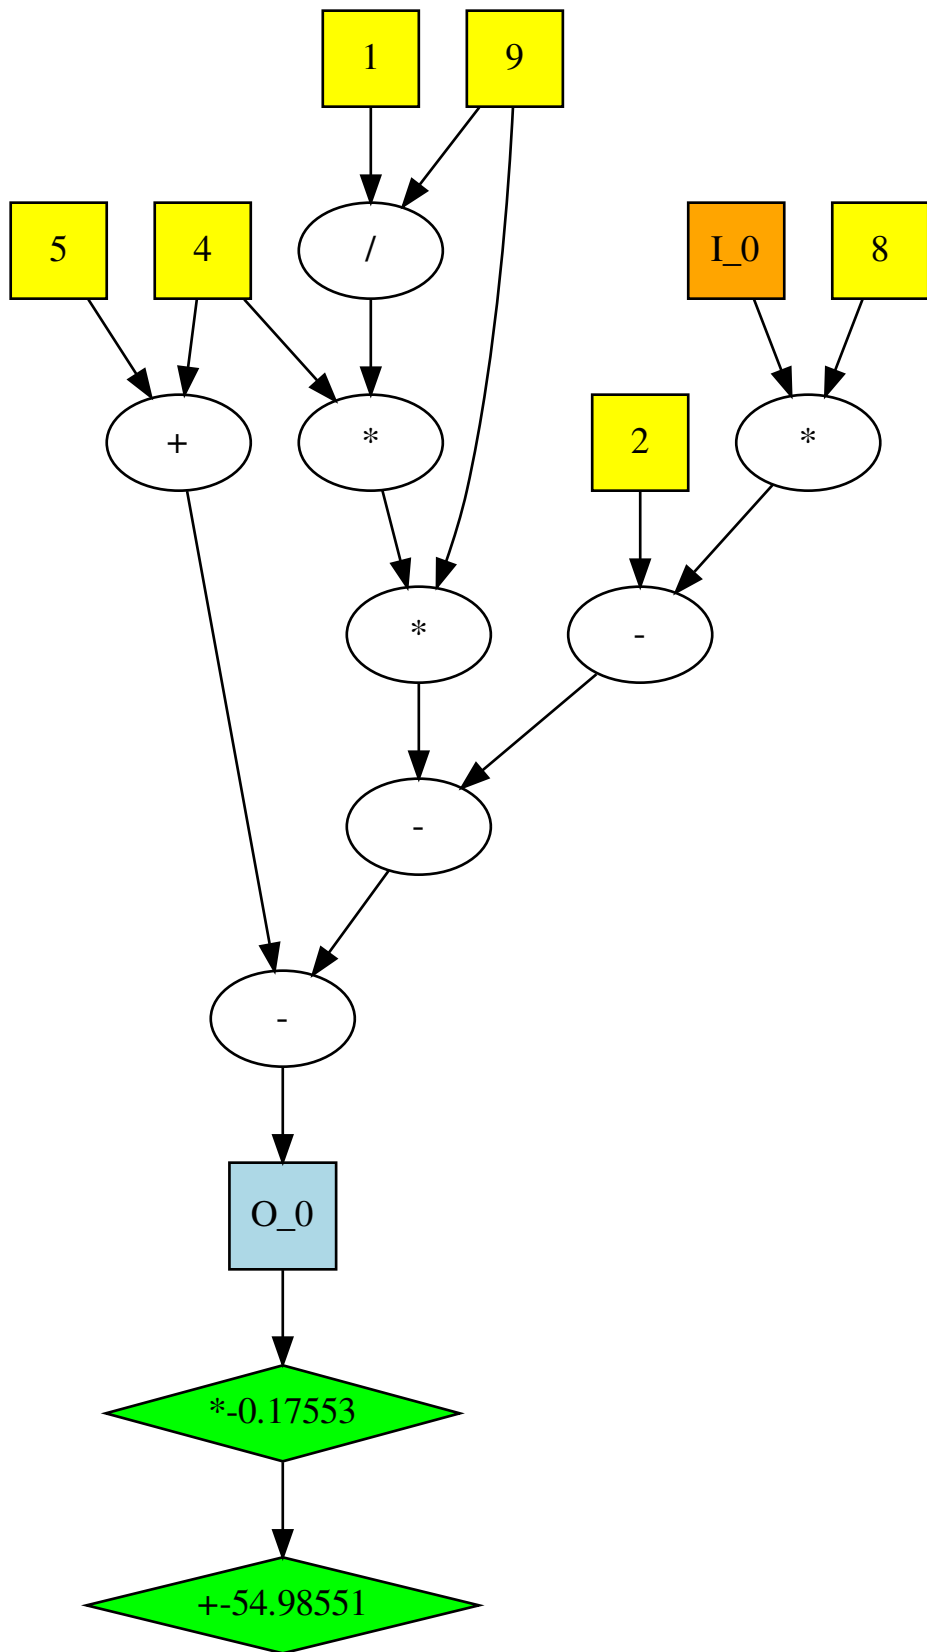 1 9
5 4 / I_0 8
+ * 2 *
* -
-
-
O_0
*-0.17553
+-54.98551